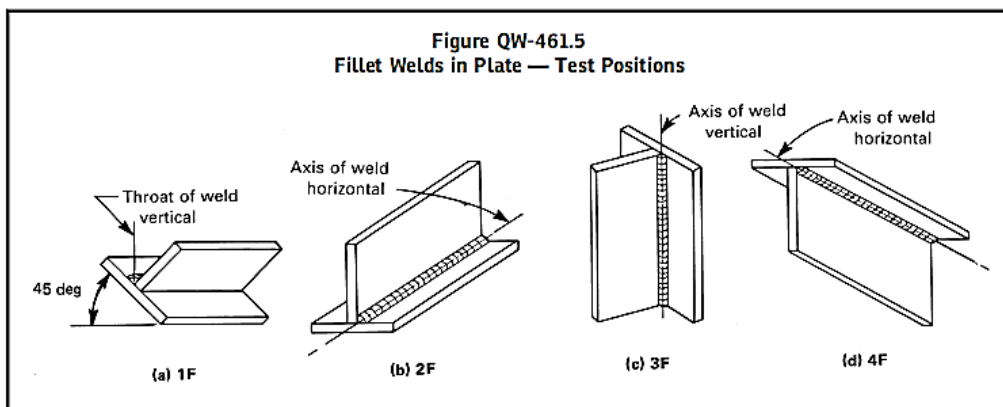 Figure QW-461.5
Fillet Welds in Plate — Test Positions
Throat of weld
vertical
45 deg
(a) 1F
Axis of weld
horizontal
(b) 2F
Axis of weld
vertical
(c) 3F
Axis of weld
horizontal
(d) 4F